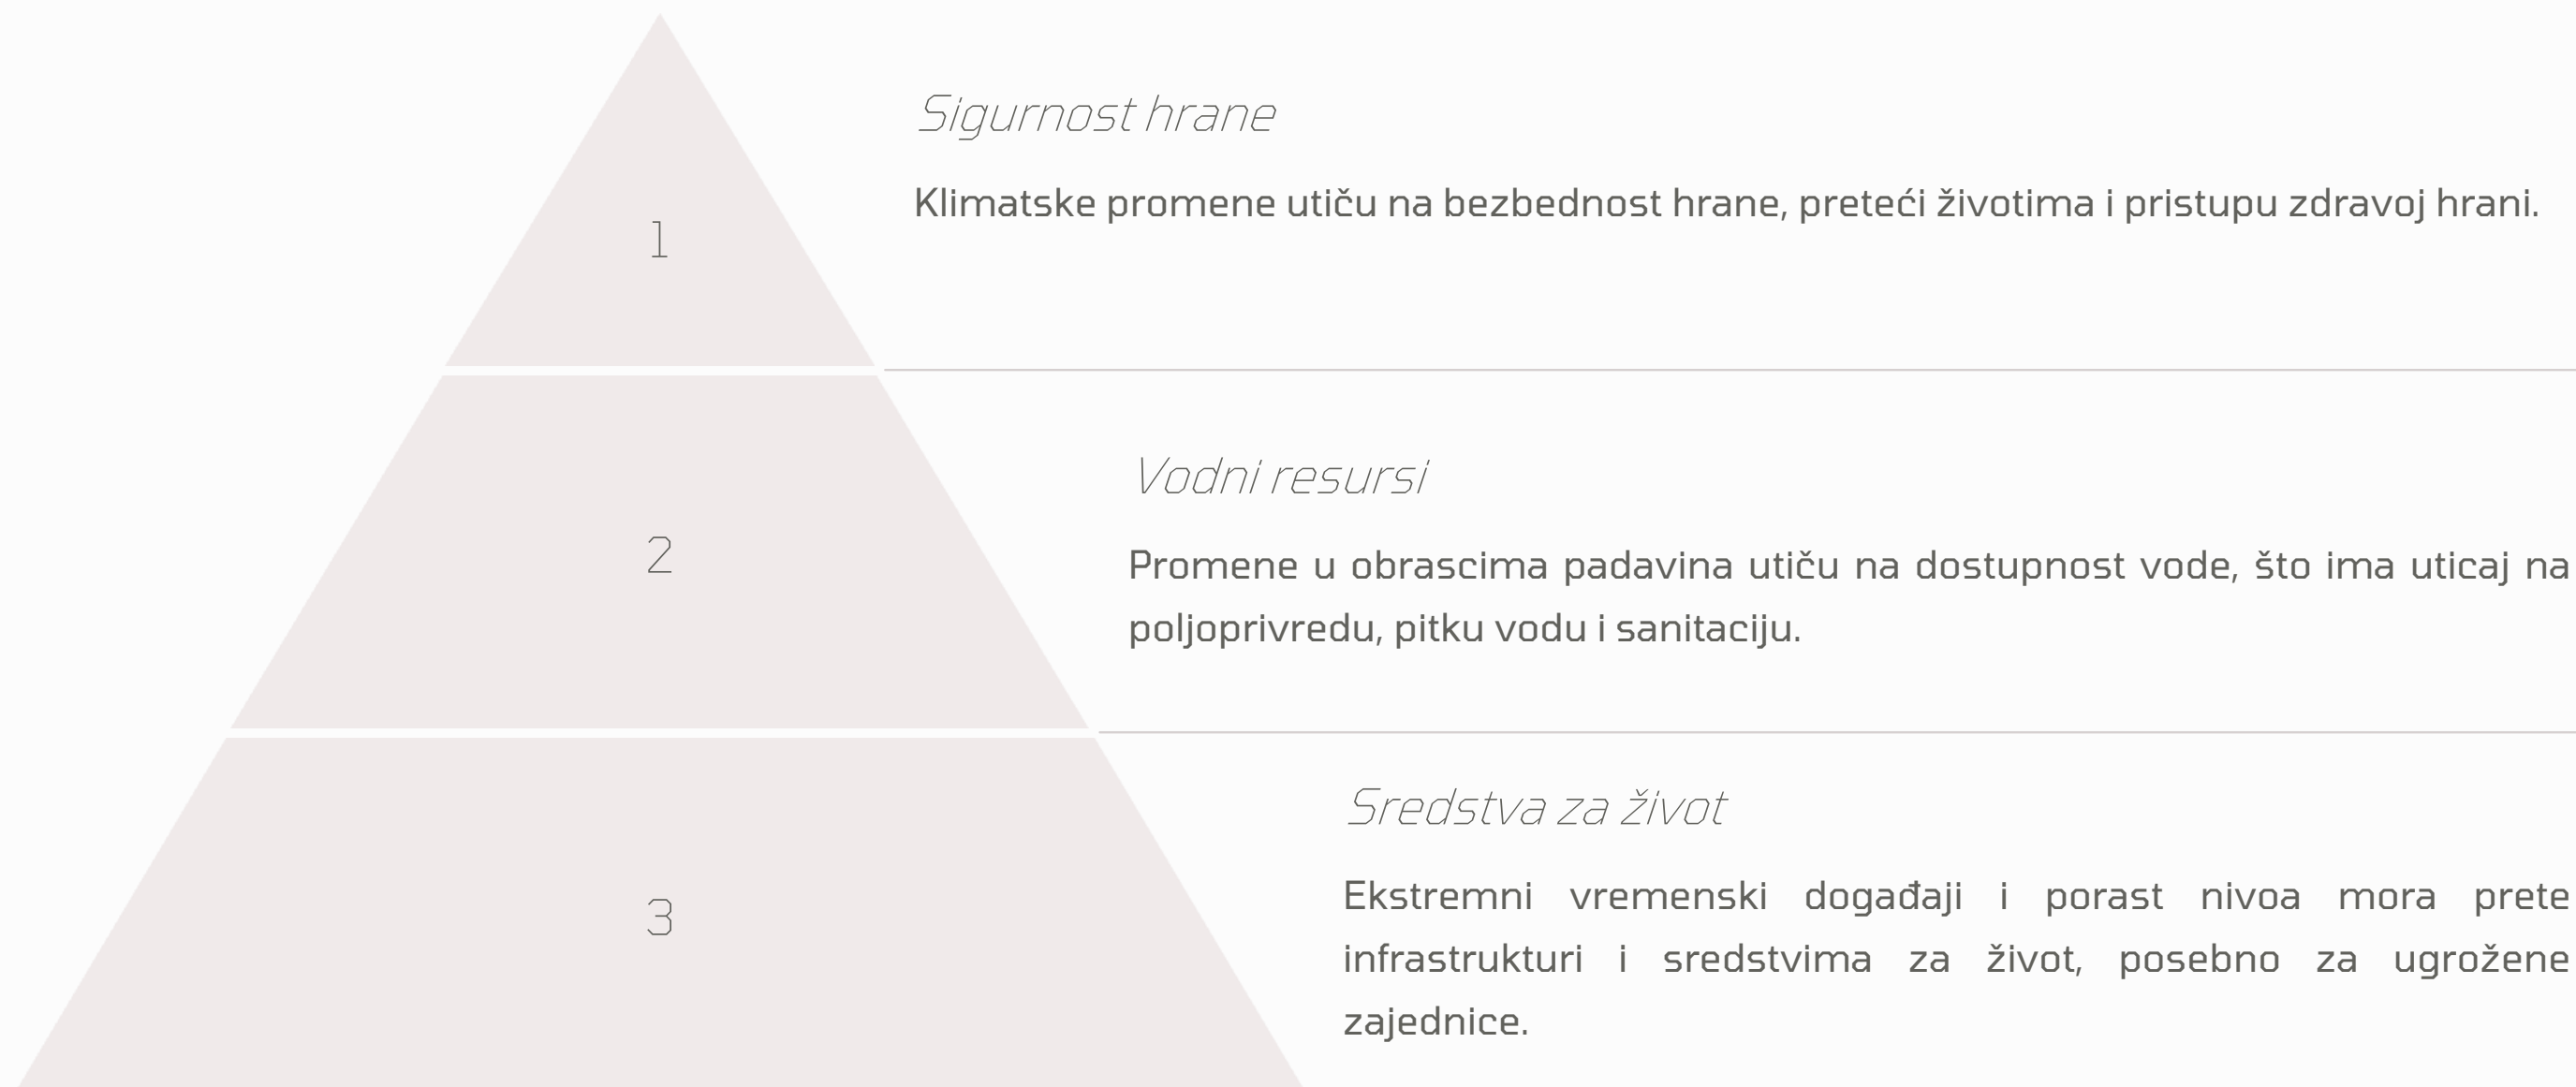 Sigurnost hrane
1
Klimatske promene utiču na bezbednost hrane, preteći životima i pristupu zdravoj hrani.
Vodni resursi
2
Promene u obrascima padavina utiču na dostupnost vode, što ima uticaj na
poljoprivredu, pitku vodu i sanitaciju.
Sredstva za život
3
Ekstremni vremenski događaji i porast nivoa mora prete
infrastrukturi i sredstvima za život, posebno za ugrožene
zajednice.